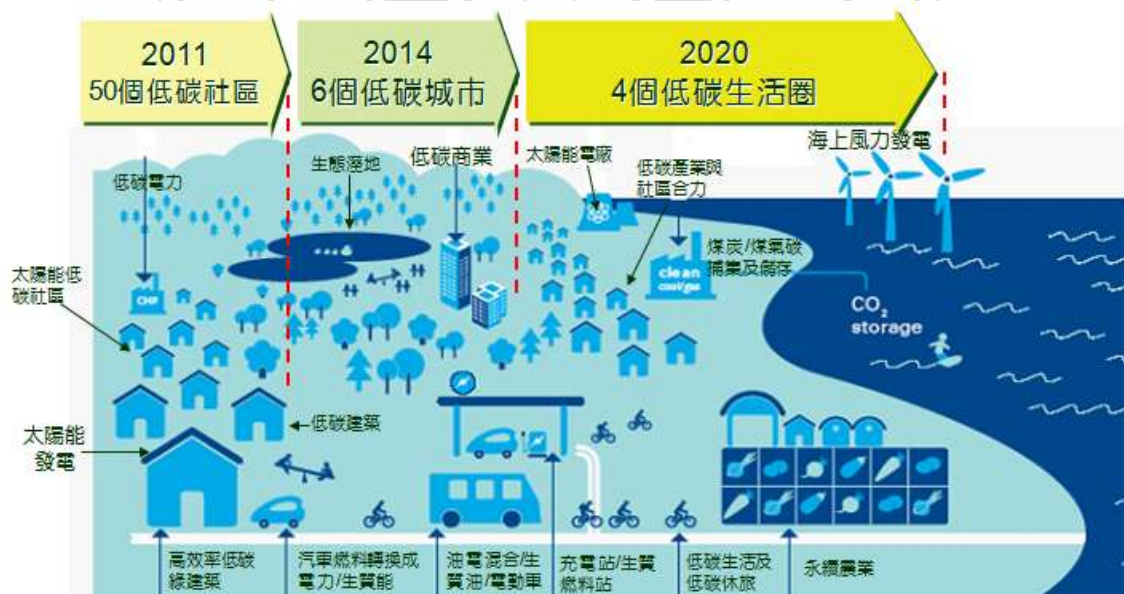 2011
50個低碳社區
2014
6個低碳城市
2020
4個低碳生活圈
海上風力發電
低碳電力
生態溼地
低碳商業
太陽能電廠
低碳產業與
社區合力
煤炭/煤氣碳
捕集及儲存
太陽能低
碳社區
CHP
clean
coal/gas
CO₂
storage
低碳建築
太陽能
發電
高效率低碳
綠建築
汽車燃料轉換成
電力/生質能
油電混合/生
質油/電動車
充電站/生質
燃料站
低碳生活及
低碳休旅
永續農業